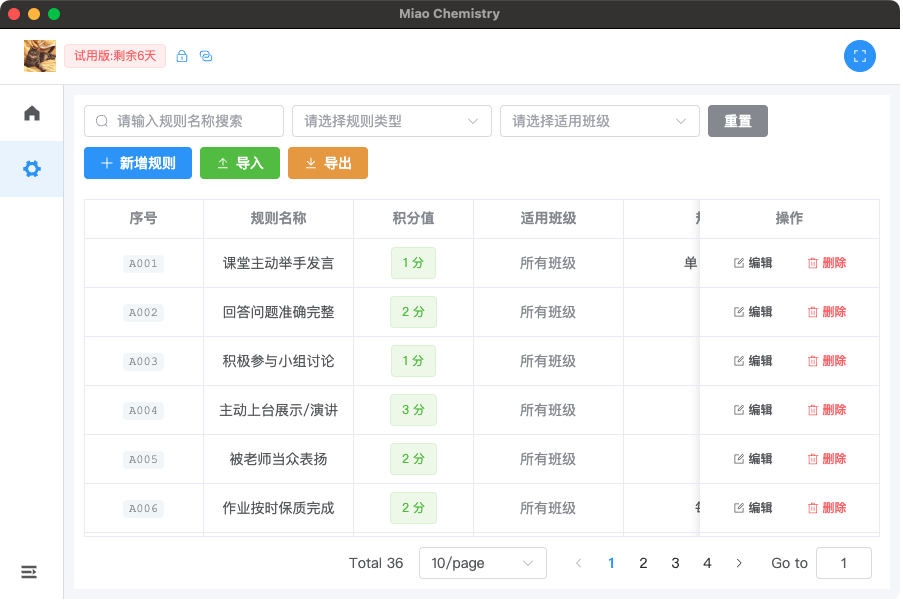 Miao Chemistry
试用版:剩余6天
请输入规则名称搜索 请选择规则类型 请选择适用班级 重置
新增规则 导入 导出
序号 规则名称 积分值 适用班级 操作
A001 课堂主动举手发言 1 分 所有班级 单 编辑 删除
A002 回答问题准确完整 2 分 所有班级 编辑 删除
A003 积极参与小组讨论 1 分 所有班级 编辑 删除
A004 主动上台展示/演讲 3 分 所有班级 编辑 删除
A005 被老师当众表扬 2 分 所有班级 编辑 删除
A006 作业按时保质完成 2 分 所有班级 编辑 删除
Total 36 10/page 1 2 3 4 Go to 1